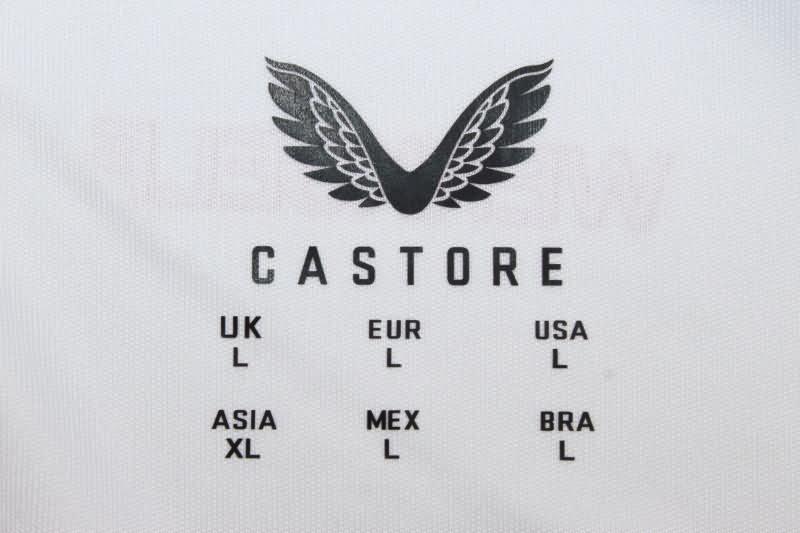 CASTORE
UK EUR USA
L L L
ASIA MEX BRA
XL L L